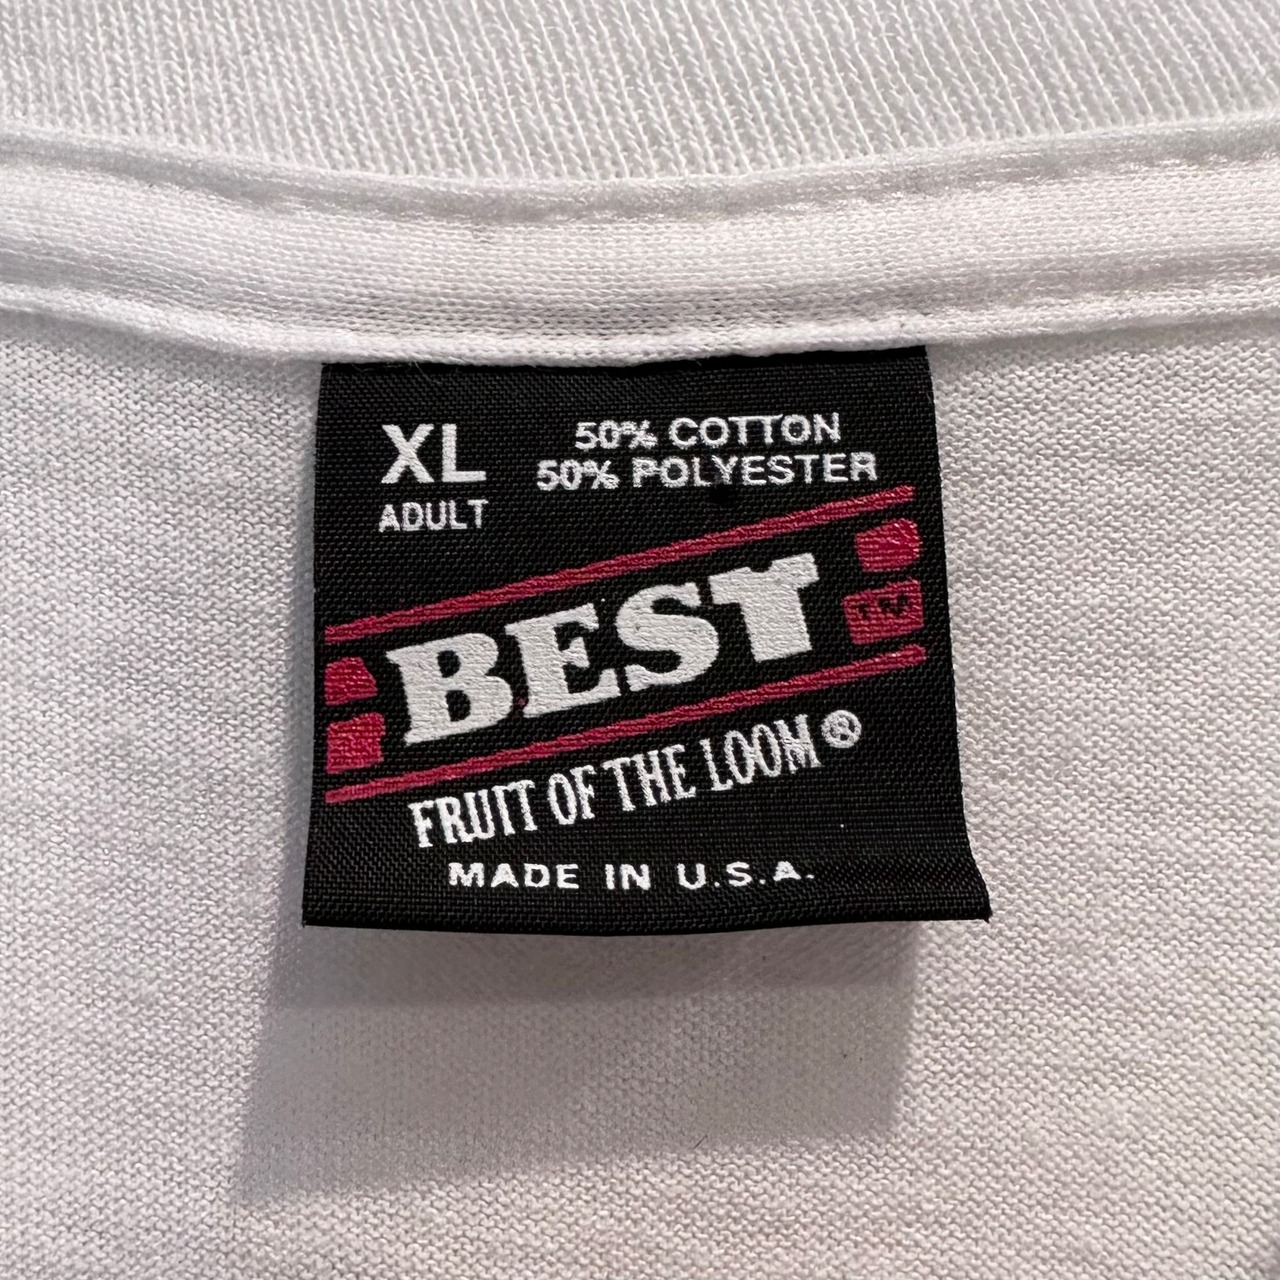 XL
ADULT
50% COTTON
50% POLYESTER
BEST
TM
FRUIT OF THE LOOM®
MADE IN U.S.A.